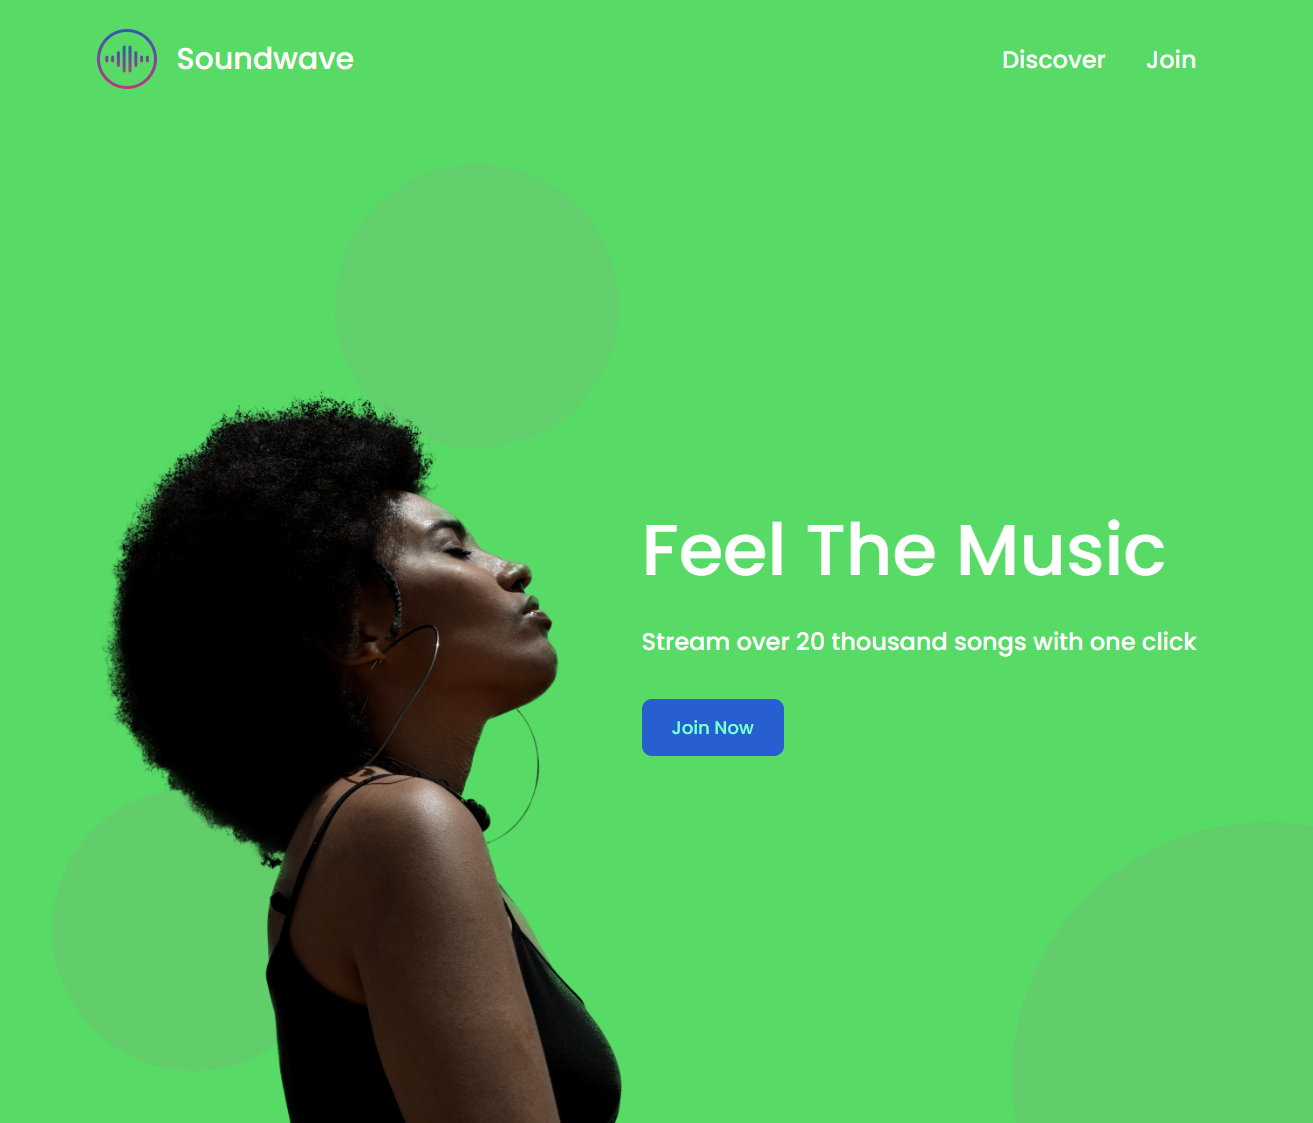 Soundwave
Discover Join
Feel The Music
Stream over 20 thousand songs with one click
Join Now